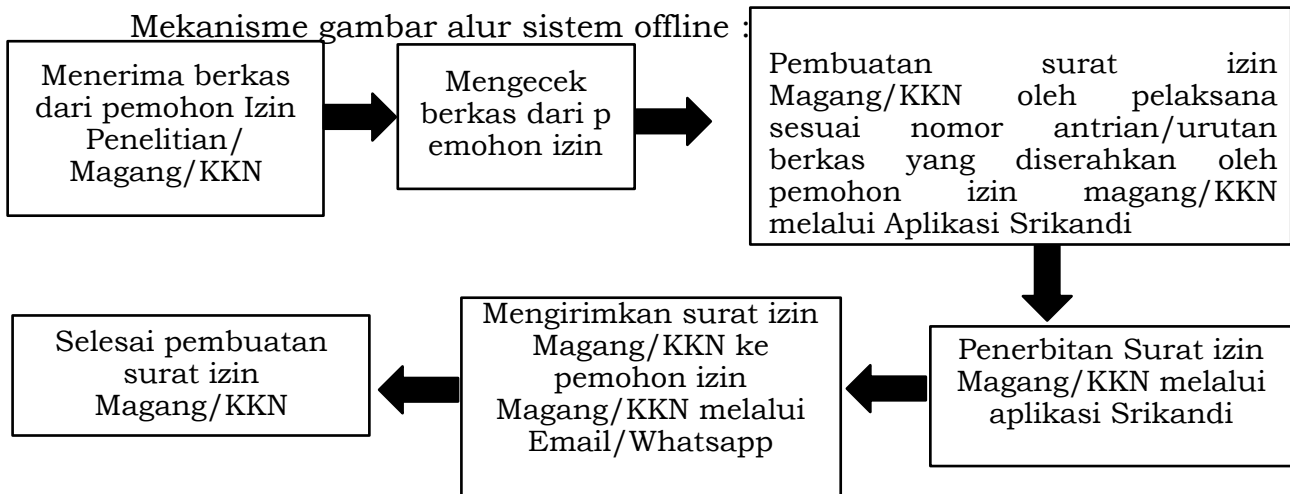 Mekanisme gambar alur sistem offline :
Menerima berkas
dari pemohon Izin
Penelitian/
Magang/KKN
Mengecek
berkas dari p
emohon izin
Pembuatan surat izin
Magang/KKN oleh pelaksana
sesuai nomor antrian/urutan
berkas yang diserahkan oleh
pemohon izin magang/KKN
melalui Aplikasi Srikandi
Penerbitan Surat izin
Magang/KKN melalui
aplikasi Srikandi
Mengirimkan surat izin
Magang/KKN ke
pemohon izin
Magang/KKN melalui
Email/Whatsapp
Selesai pembuatan
surat izin
Magang/KKN